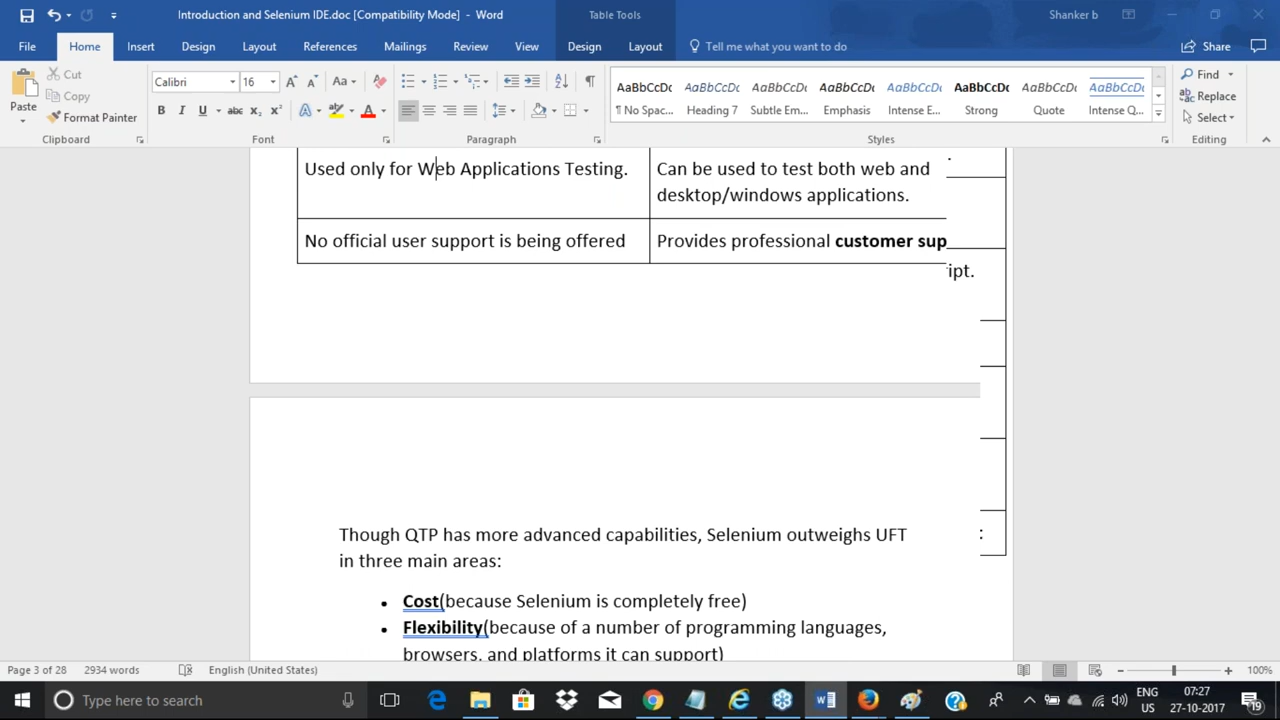 Introduction and Selenium IDE.doc [Compatibility Mode] - Word
Table Tools
Shanker b
File
Home
Insert
Design
Layout
References
Mailings
Review
View
Design
Layout
Tell me what you want to do
Share
Paste
Cut
Copy
Format Painter
Clipboard
Calibri
16
Aa
B I U abc x₂ x²
A
A
Font
Paragraph
AaBbCcDc
¶ No Spac...
AaBbCcDc
Heading 7
AaBbCcDc
Subtle Em...
AaBbCcDc
Emphasis
AaBbCcDc
Intense E...
AaBbCcDc
Strong
AaBbCcDc
Quote
AaBbCcDc
Intense Q...
Styles
Find
Replace
Select
Editing
Used only for Web Applications Testing.
Can be used to test both web and
desktop/windows applications.
No official user support is being offered
Provides professional customer sup
ipt.
:
Though QTP has more advanced capabilities, Selenium outweighs UFT
in three main areas:
• Cost(because Selenium is completely free)
• Flexibility(because of a number of programming languages,
browsers, and platforms it can support)
Page 3 of 28
2934 words
English (United States)
100%
Type here to search
ENG
US
07:27
27-10-2017
19